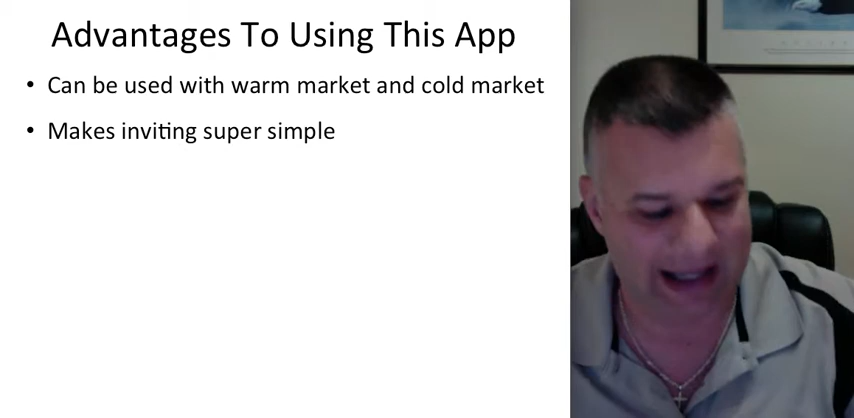 Advantages To Using This App
• Can be used with warm market and cold market
• Makes inviting super simple